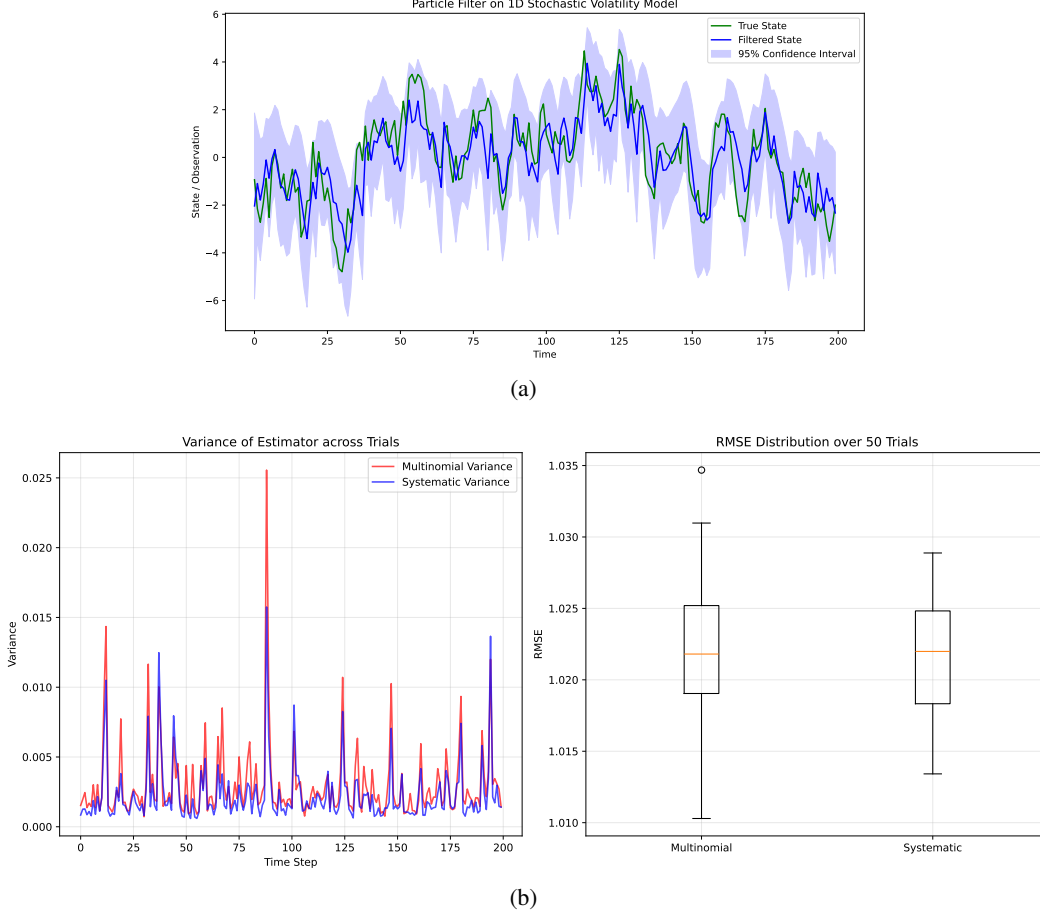 Particle Filter on 1D Stochastic Volatility Model
6
4
2
0
−2
−4
−6
State / Observation
True State
Filtered State
95% Confidence Interval
0 25 50 75 100 125 150 175 200
Time
(a)
Variance of Estimator across Trials
0.025
0.020
0.015
0.010
0.005
0.000
Variance
Multinomial Variance
Systematic Variance
0 25 50 75 100 125 150 175 200
Time Step
RMSE Distribution over 50 Trials
1.035
1.030
1.025
1.020
1.015
1.010
RMSE
Multinomial Systematic
(b)